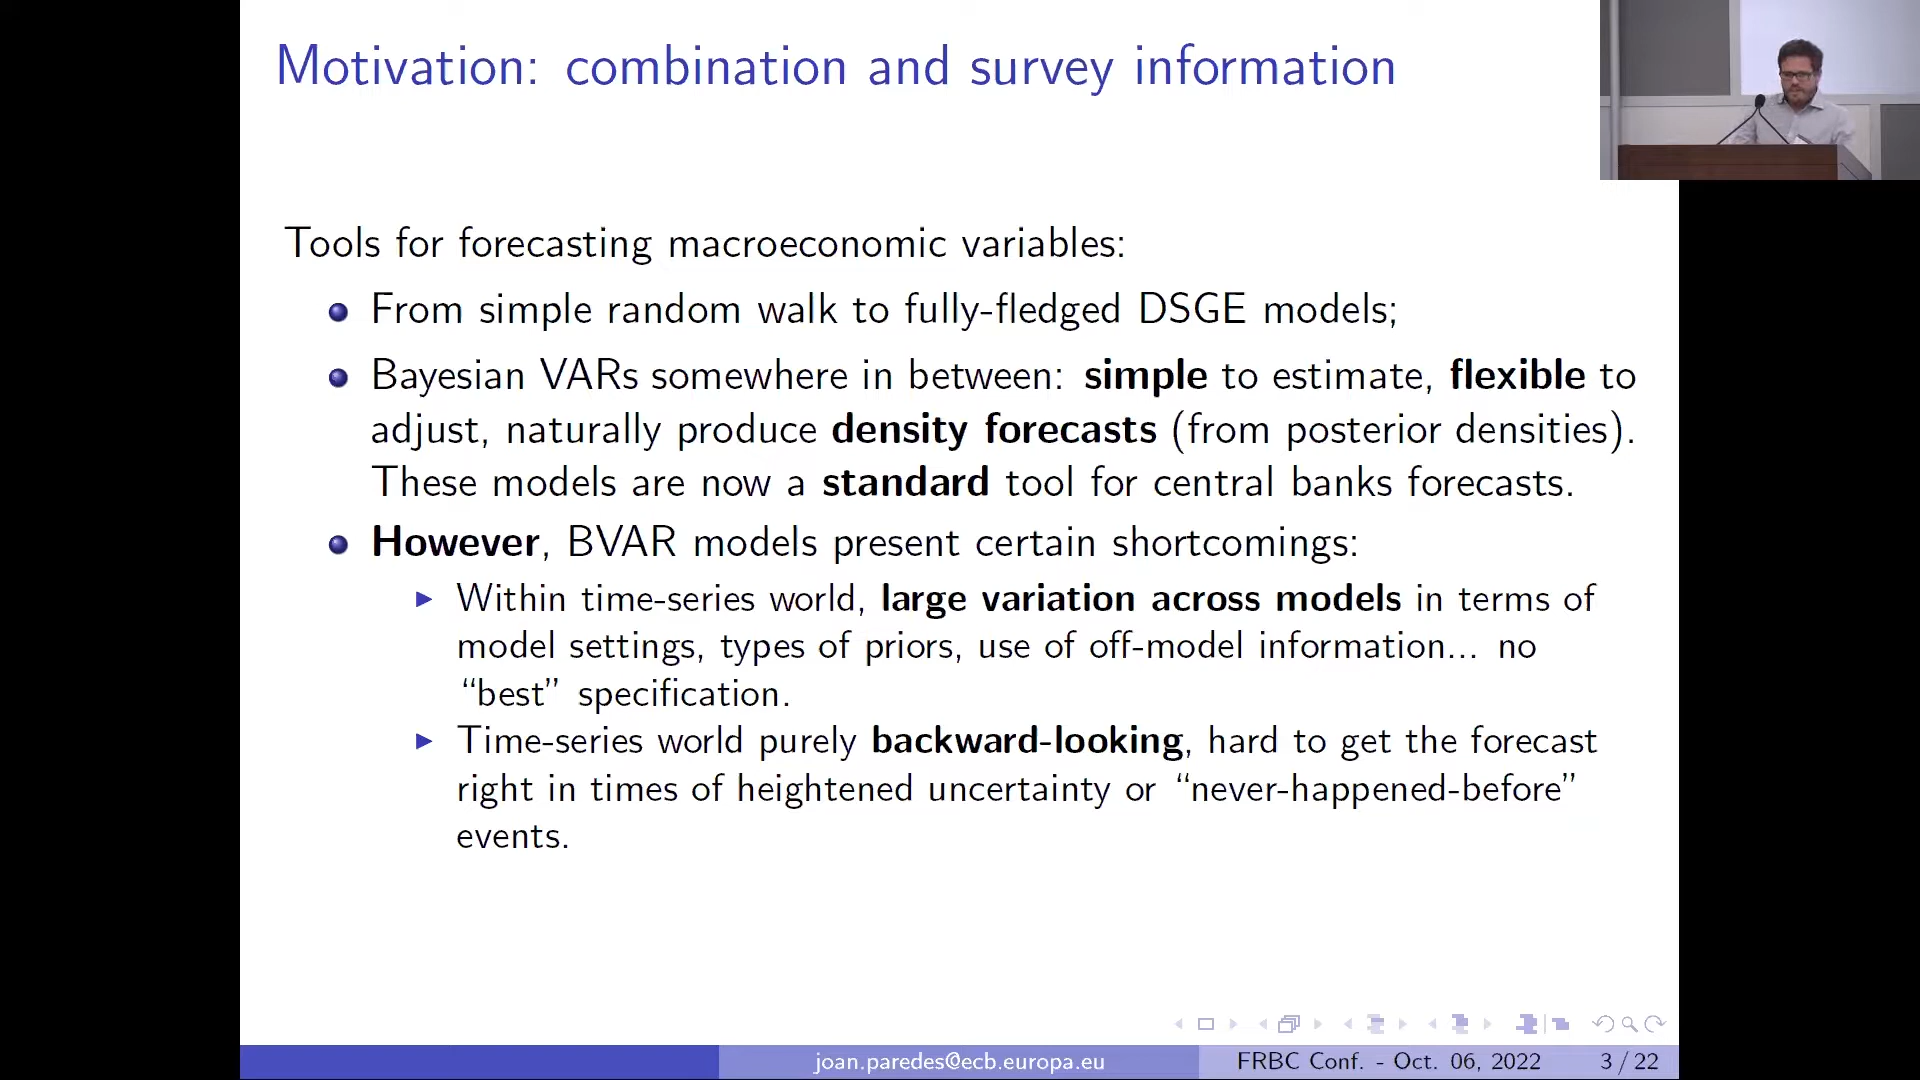 Motivation: combination and survey information
Tools for forecasting macroeconomic variables:
From simple random walk to fully-fledged DSGE models;
Bayesian VARs somewhere in between: simple to estimate, flexible to
adjust, naturally produce density forecasts (from posterior densities).
These models are now a standard tool for central banks forecasts.
However, BVAR models present certain shortcomings:
Within time-series world, large variation across models in terms of
model settings, types of priors, use of off-model information... no
“best” specification.
Time-series world purely backward-looking, hard to get the forecast
right in times of heightened uncertainty or “never-happened-before”
events.
joan.paredes@ecb.europa.eu
FRBC Conf. - Oct. 06, 2022
3 / 22